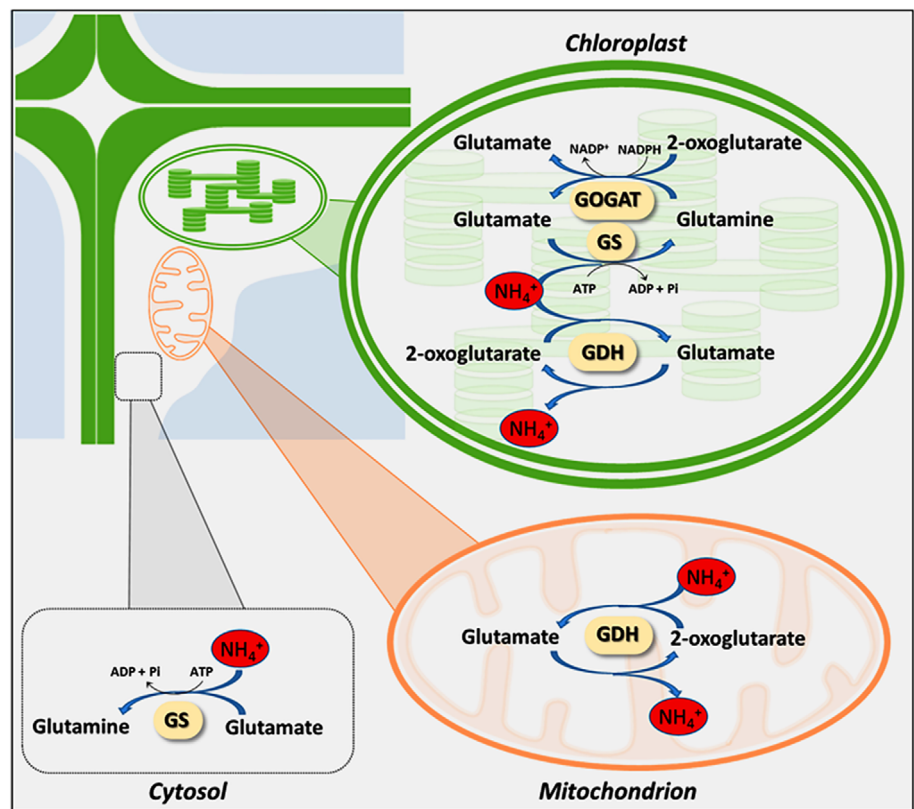 Chloroplast
Glutamate NADP⁺ NADPH 2-oxoglutarate
GOGAT
Glutamate Glutamine
GS
NH₄⁺ ATP ADP + Pi
2-oxoglutarate GDH Glutamate
NH₄⁺
NH₄⁺
Glutamate GDH 2-oxoglutarate
NH₄⁺
Mitochondrion
NH₄⁺
ADP + Pi ATP
Glutamine GS Glutamate
Cytosol